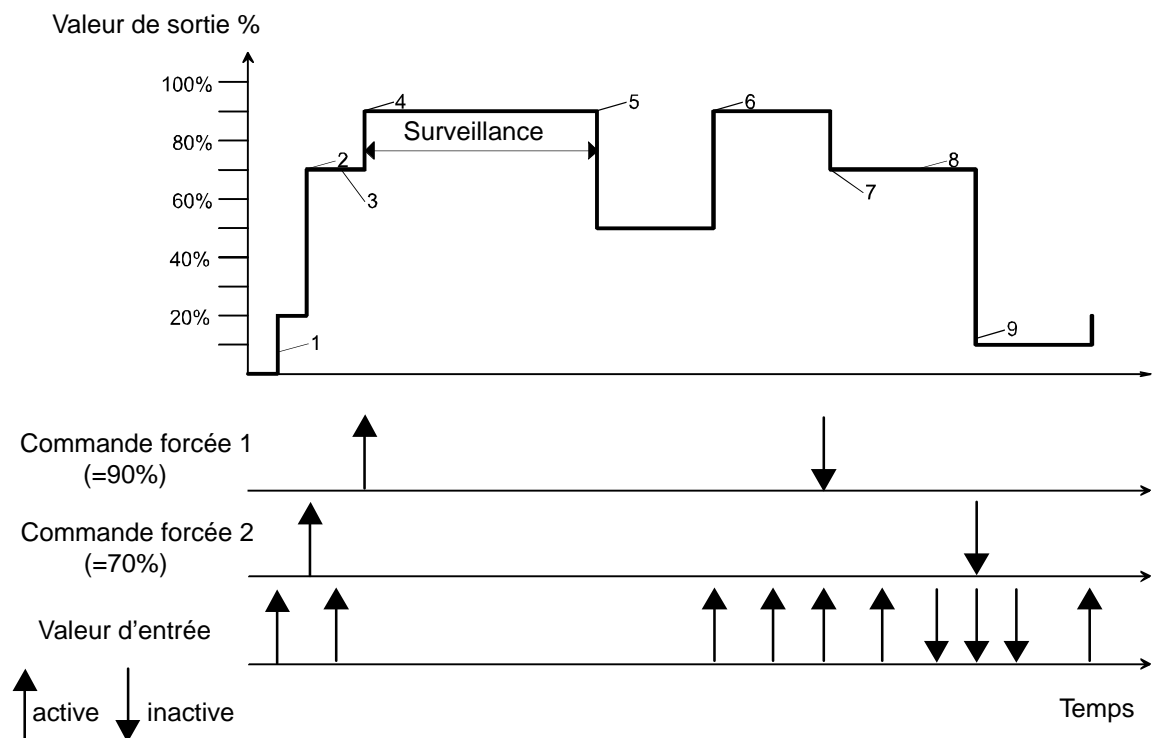 Valeur de sortie %
100%
80%
60%
40%
20%
4
5
6
Surveillance
2
3
8
7
1
9
Commande forcée 1
(=90%)
Commande forcée 2
(=70%)
Valeur d'entrée
active
inactive
Temps